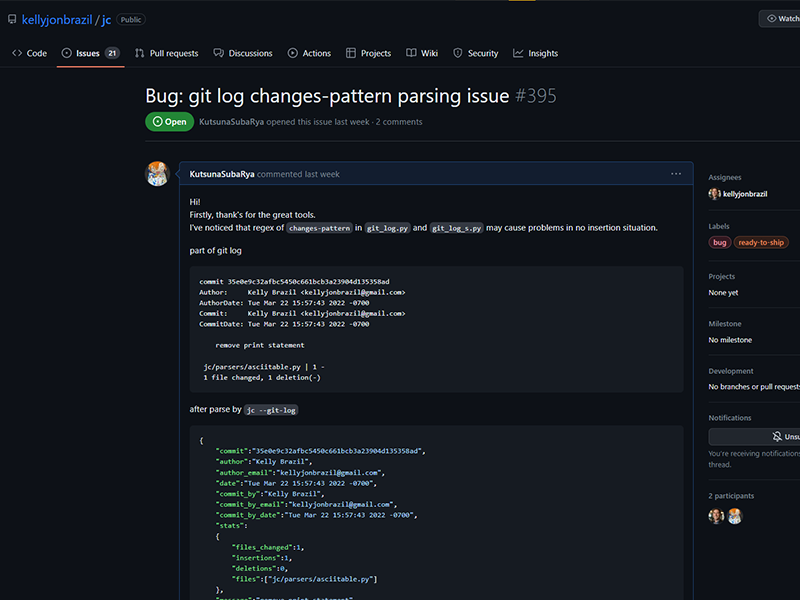 kellyjonbrazil / jc Public
Watch
Code Issues 21 Pull requests Discussions Actions Projects Wiki Security Insights
Bug: git log changes-pattern parsing issue #395
Open KutsunaSubaRya opened this issue last week · 2 comments
KutsunaSubaRya commented last week ···
Hi!
Firstly, thank's for the great tools.
I've noticed that regex of changes-pattern in git_log.py and git_log_s.py may cause problems in no insertion situation.
part of git log
commit 35e0e9c32afbc5450c661bcb3a23904d135358ad
Author:     Kelly Brazil <kellyjonbrazil@gmail.com>
AuthorDate: Tue Mar 22 15:57:43 2022 -0700
Commit:     Kelly Brazil <kellyjonbrazil@gmail.com>
CommitDate: Tue Mar 22 15:57:43 2022 -0700
remove print statement
jc/parsers/asciitable.py | 1 -
1 file changed, 1 deletion(-)
after parse by jc --git-log
{
"commit":"35e0e9c32afbc5450c661bcb3a23904d135358ad",
"author":"Kelly Brazil",
"author_email":"kellyjonbrazil@gmail.com",
"date":"Tue Mar 22 15:57:43 2022 -0700",
"commit_by":"Kelly Brazil",
"commit_by_email":"kellyjonbrazil@gmail.com",
"commit_by_date":"Tue Mar 22 15:57:43 2022 -0700",
"stats":
{
"files_changed":1,
"insertions":1,
"deletions":0,
"files":["jc/parsers/asciitable.py"]
},
Assignees
kellyjonbrazil
Labels
bug ready-to-ship
Projects
None yet
Milestone
No milestone
Development
No branches or pull requests
Notifications
Unsu
You're receiving notifications
thread.
2 participants